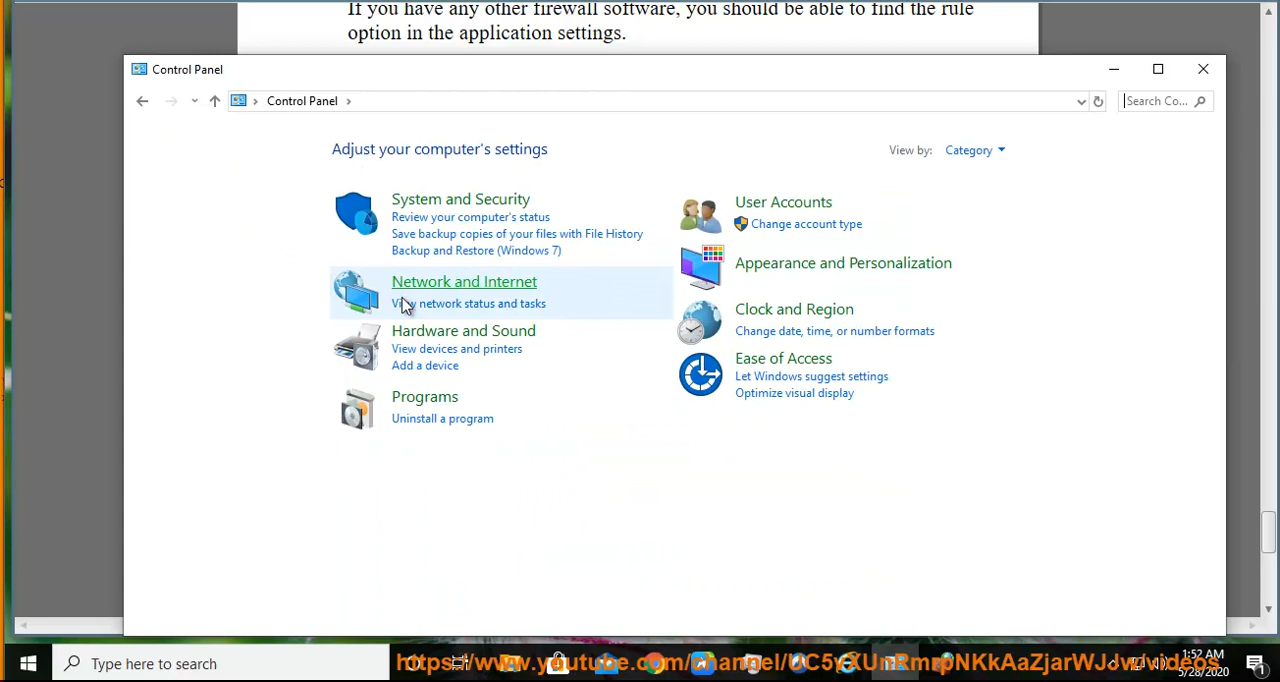 If you have any other firewall software, you should be able to find the rule
option in the application settings.
Control Panel
Control Panel
Search Co...
Adjust your computer's settings
View by: Category
System and Security
Review your computer's status
Save backup copies of your files with File History
Backup and Restore (Windows 7)
Network and Internet
View network status and tasks
Hardware and Sound
View devices and printers
Add a device
Programs
Uninstall a program
User Accounts
Change account type
Appearance and Personalization
Clock and Region
Change date, time, or number formats
Ease of Access
Let Windows suggest settings
Optimize visual display
Type here to search
1:52 AM
5/28/2020
1